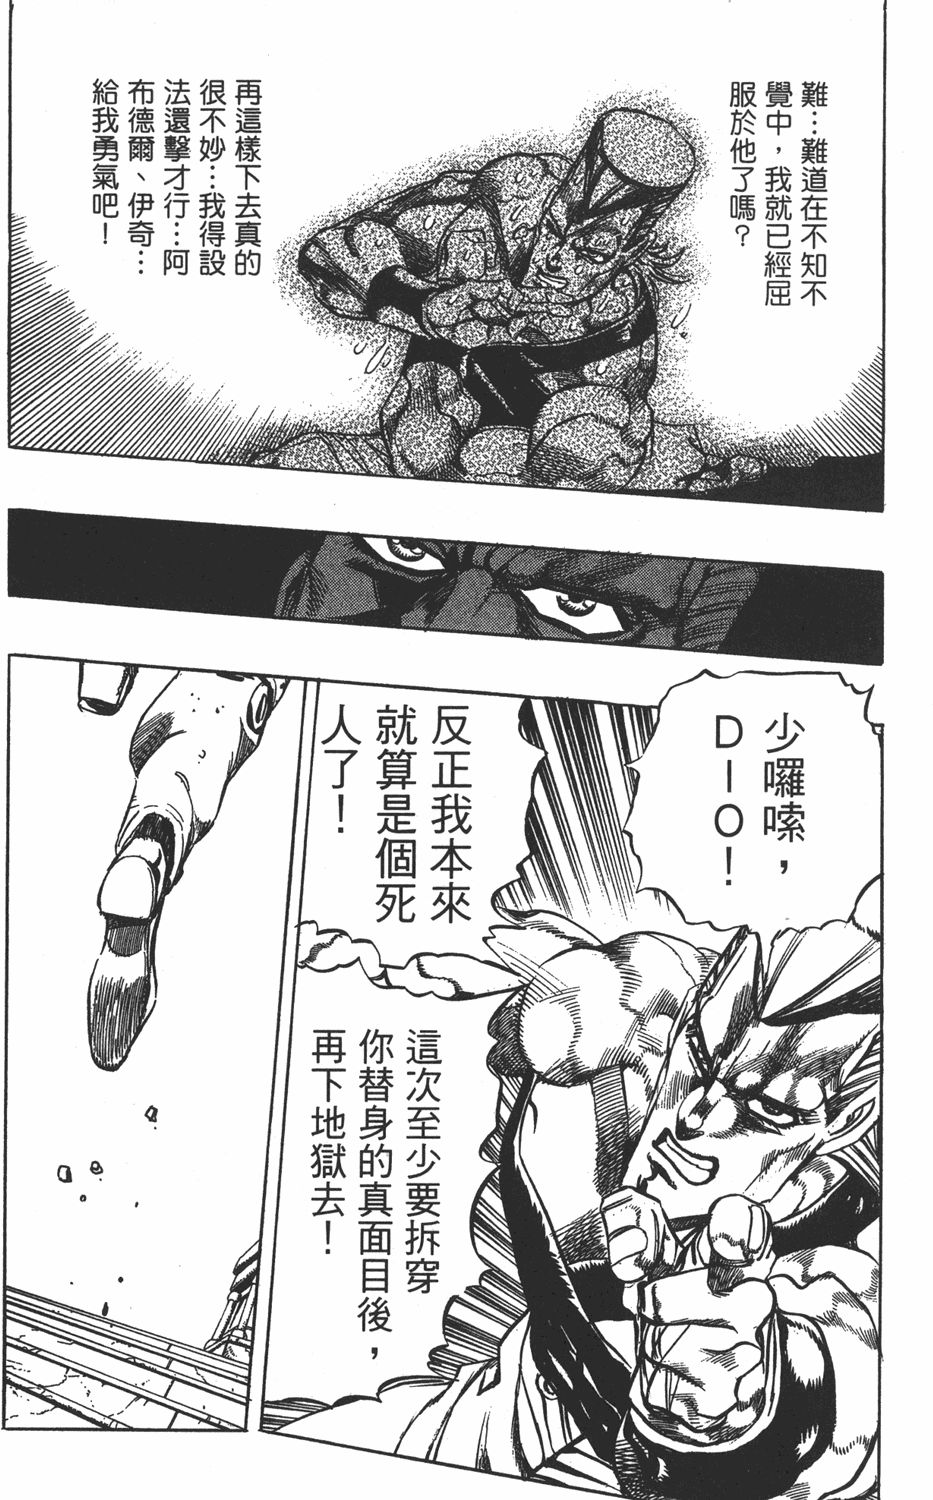 難…難道在不知不
覺中，我就已經屈
服於他了嗎？
再這樣下去真的
很不妙…我得設
法還擊才行…阿
布德爾、伊奇…
給我勇氣吧！
少囉嗦，
DIO！
反正我本來
就算是個死
人了！
這次至少要拆穿
你替身的真面目後，
再下地獄去！